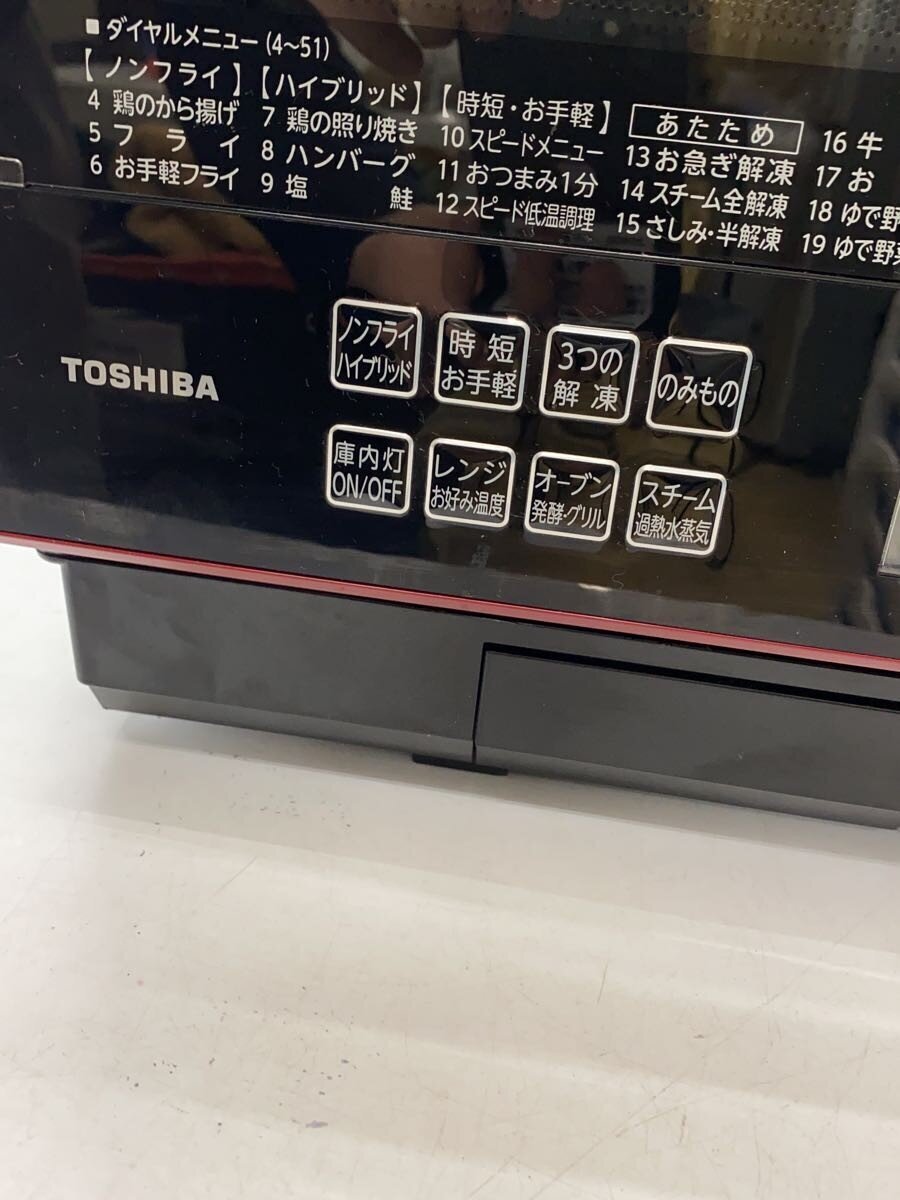 ■ ダイヤルメニュー (4～51)
【ノンフライ】
4 鶏のから揚げ
5 フライ
6 お手軽フライ
【ハイブリッド】
7 鶏の照り焼き
8 ハンバーグ
9 塩鮭
【時短・お手軽】
10 スピードメニュー
11 おつまみ1分
12 スピード低温調理
あたため
13 お急ぎ解凍
14 スチーム全解凍
15 さしみ・半解凍
16 牛
17 お
18 ゆで野
19 ゆで野菜
TOSHIBA
ノンフライ
ハイブリッド
時短
お手軽
3つの
解凍
のみもの
庫内灯
ON/OFF
レンジ
お好み温度
オーブン
発酵・グリル
スチーム
過熱水蒸気